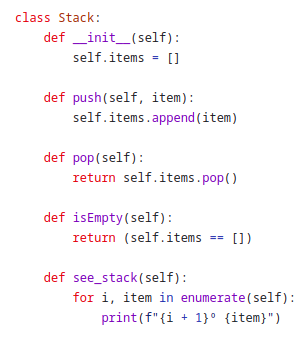 class Stack:
    def __init__(self):
        self.items = []

    def push(self, item):
        self.items.append(item)

    def pop(self):
        return self.items.pop()

    def isEmpty(self):
        return (self.items == [])

    def see_stack(self):
        for i, item in enumerate(self):
            print(f"{i + 1}º {item}")